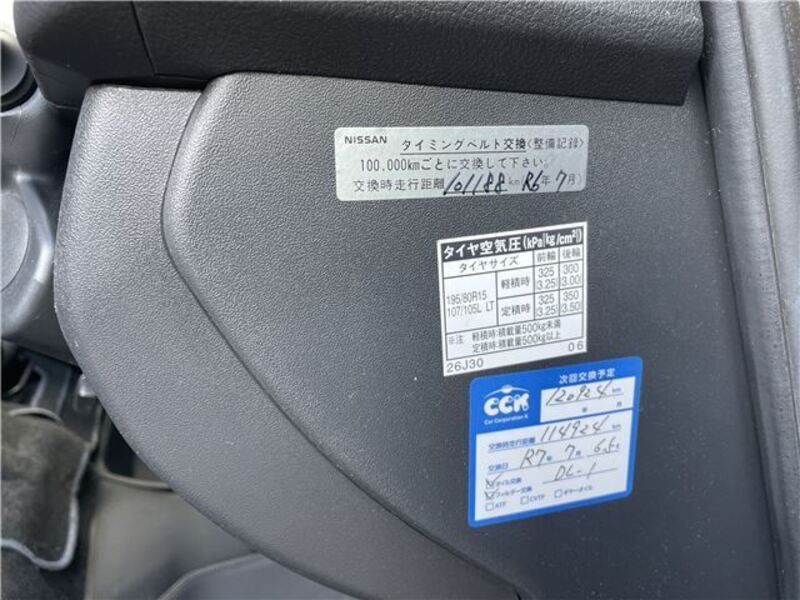 NISSAN タイミングベルト交換〈整備記録〉
100,000kmごとに交換して下さい。
交換時走行距離 101188 km R6年 7月
タイヤ空気圧(kPa{kg/cm²})
タイヤサイズ 前輪 後輪
195/80R15 107/105L LT
軽積時 325 (3.25) 300 (3.00)
定積時 325 (3.25) 350 (3.50)
※注 軽積時:積載量500kg未満
定積時:積載量500kg以上
26J30 06
次回交換予定
CCK
Car Corporation K
120924 km
年 月
交換時走行距離 114924 km
交換日 R7年 7月
オイル交換 DL-1
フィルター交換
ATF CVTF ギヤーオイル